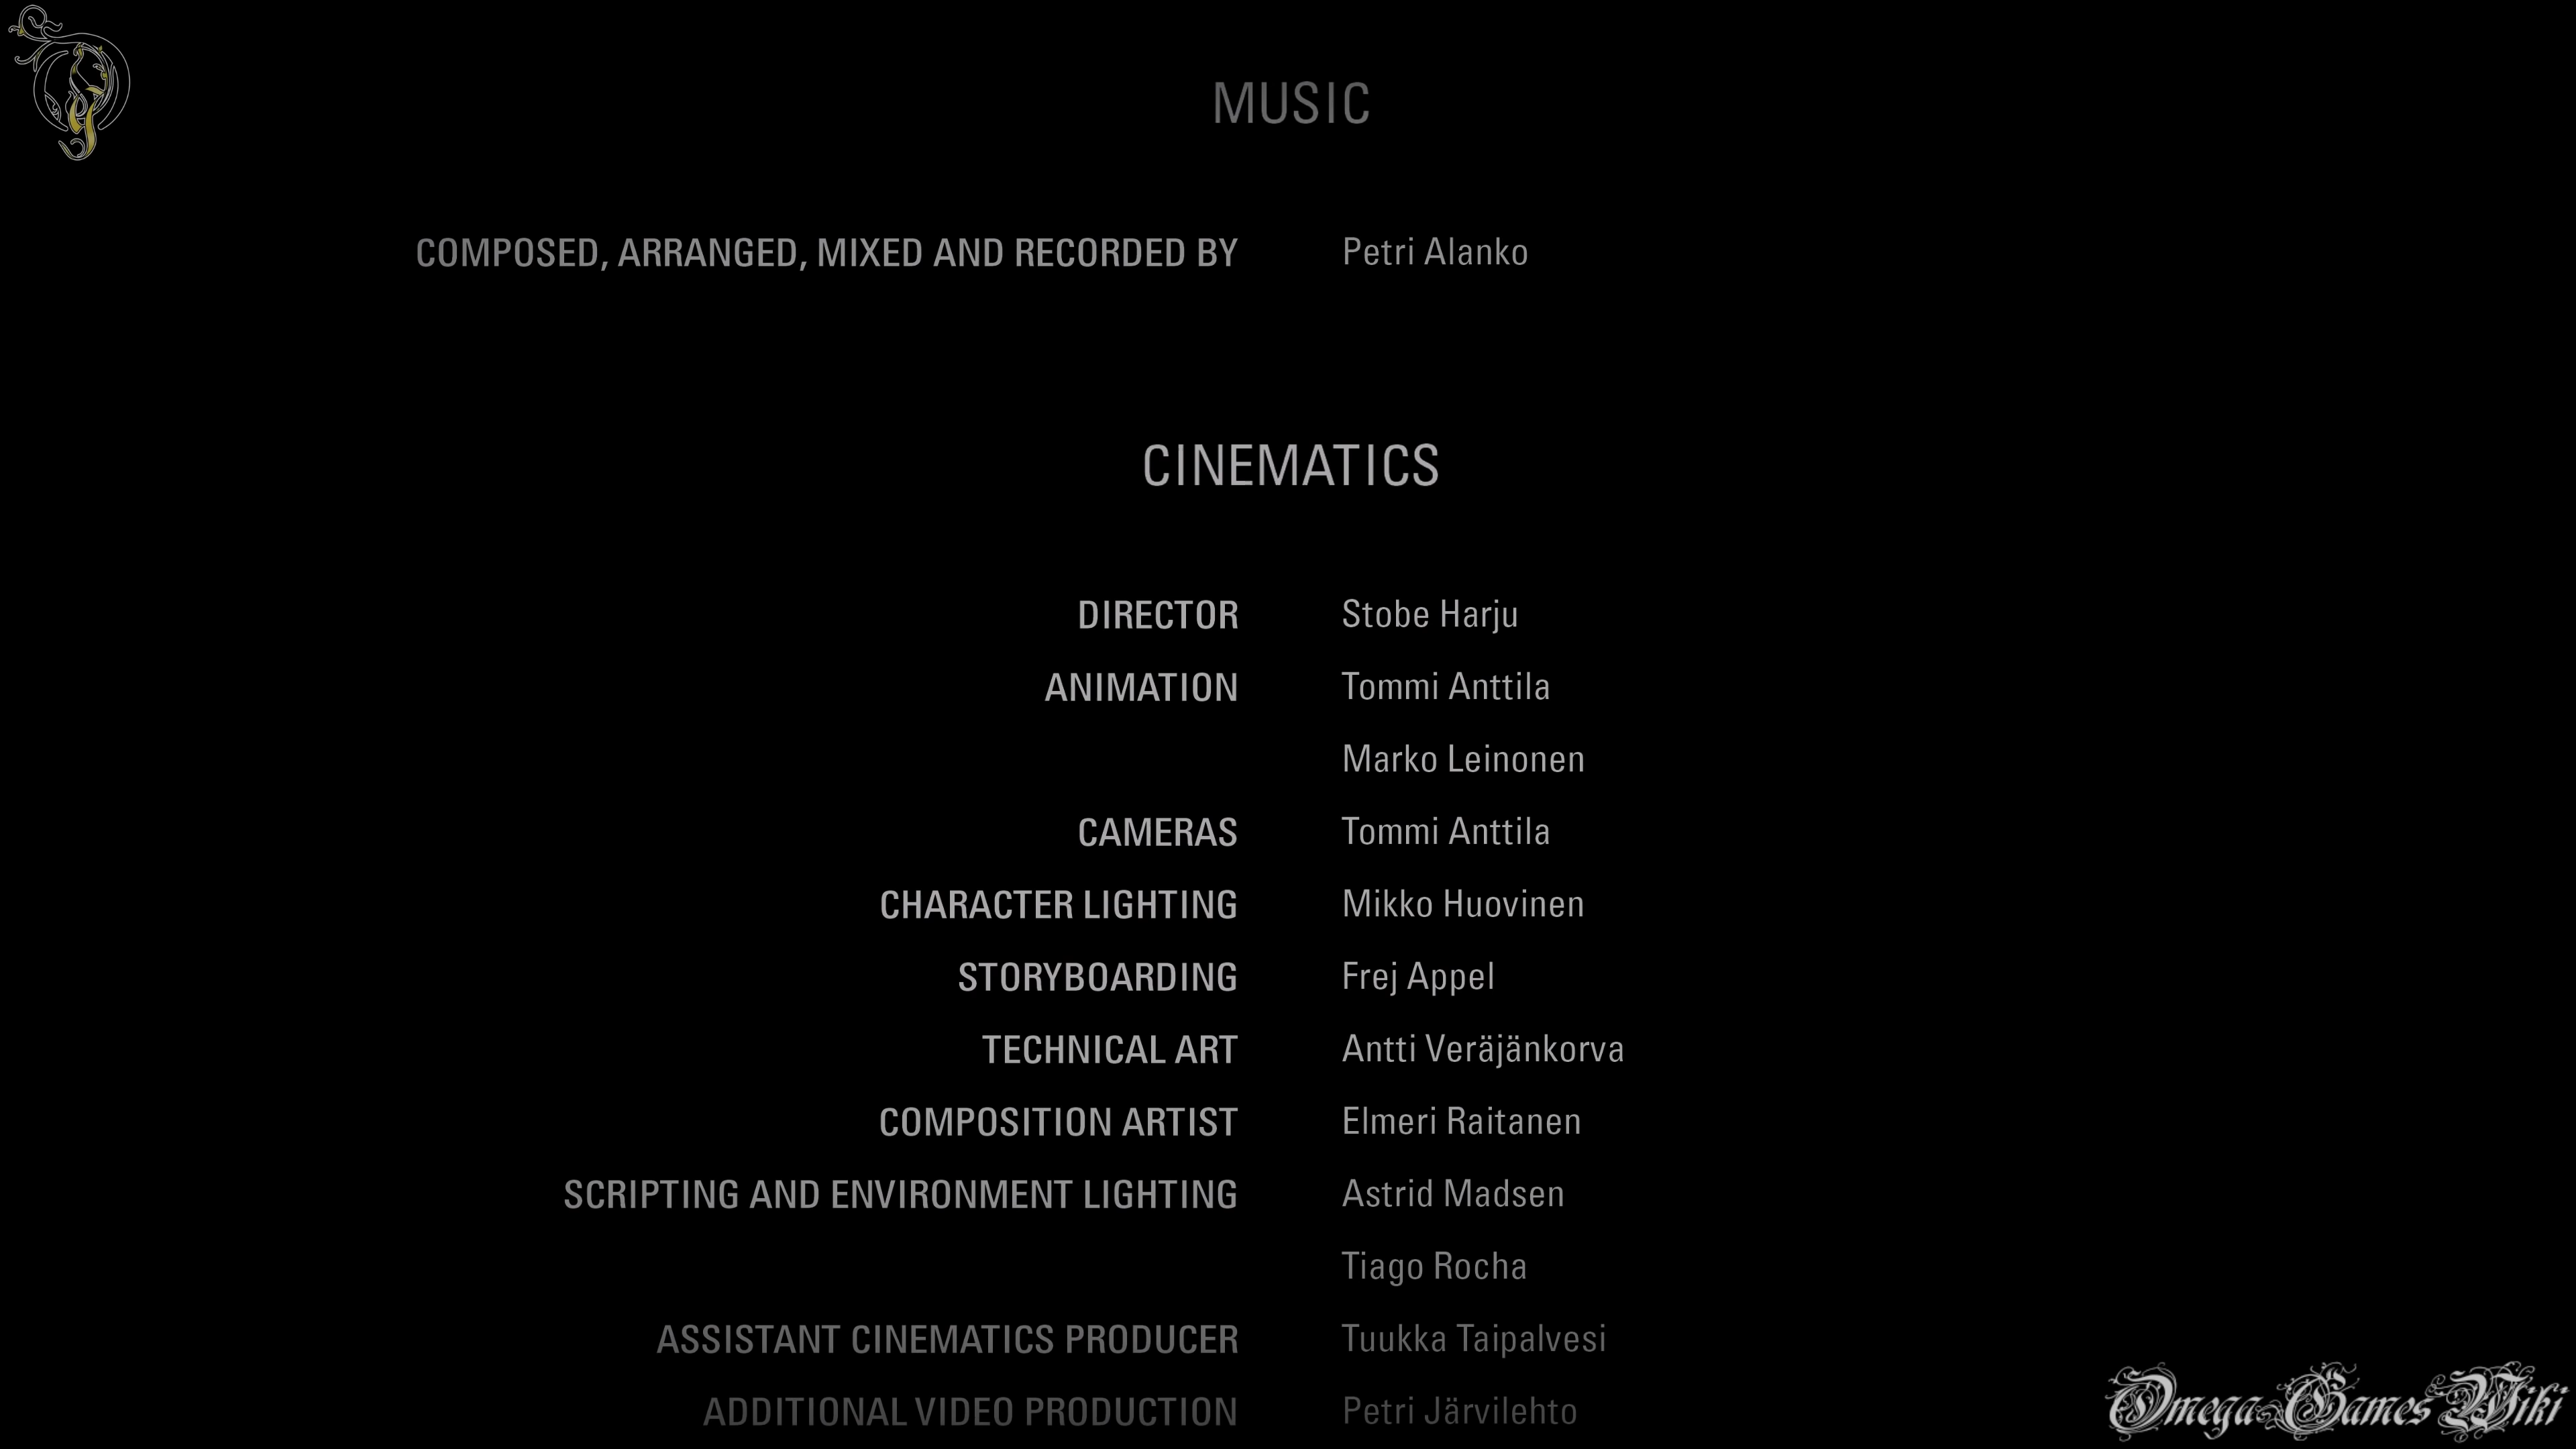 MUSIC
COMPOSED, ARRANGED, MIXED AND RECORDED BY Petri Alanko
CINEMATICS
DIRECTOR Stobe Harju
ANIMATION Tommi Anttila
Marko Leinonen
CAMERAS Tommi Anttila
CHARACTER LIGHTING Mikko Huovinen
STORYBOARDING Frej Appel
TECHNICAL ART Antti Veräjänkorva
COMPOSITION ARTIST Elmeri Raitanen
SCRIPTING AND ENVIRONMENT LIGHTING Astrid Madsen
Tiago Rocha
ASSISTANT CINEMATICS PRODUCER Tuukka Taipalvesi
ADDITIONAL VIDEO PRODUCTION Petri Järvilehto
Omega Games Wiki